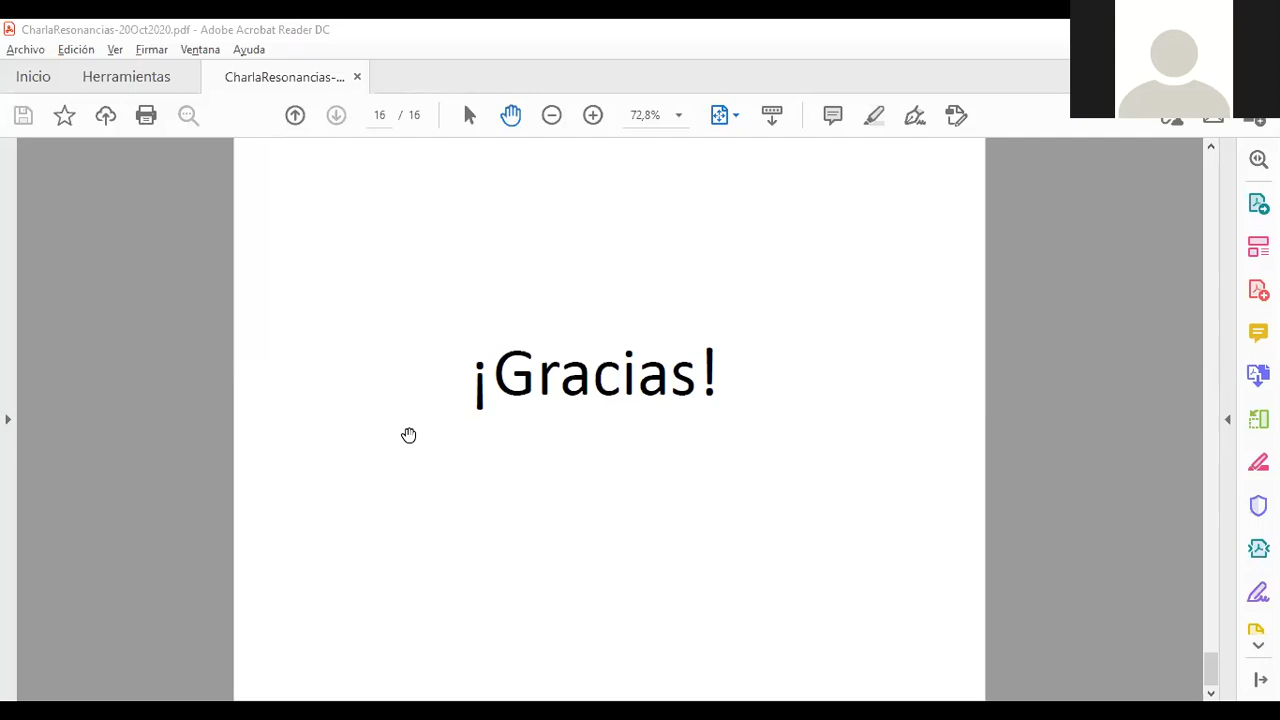 CharlaResonancias-20Oct2020.pdf - Adobe Acrobat Reader DC
Archivo Edición Ver Firmar Ventana Ayuda
Inicio Herramientas CharlaResonancias-... ×
16 / 16 72,8%
¡Gracias!